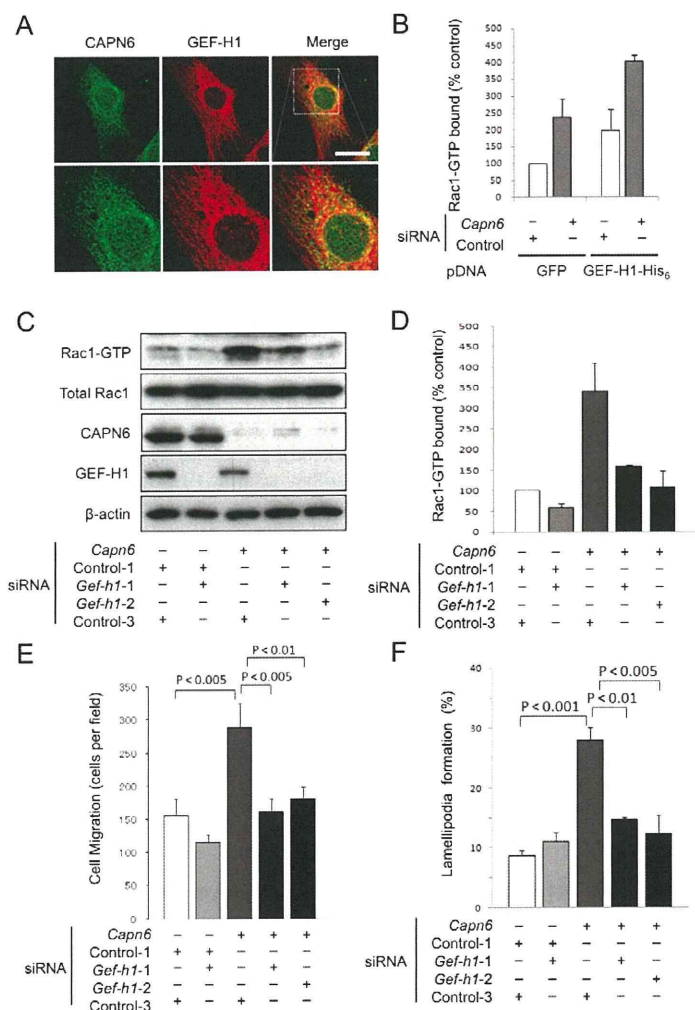 A
CAPN6 GEF-H1 Merge
B
Rac1-GTP bound (% control)
500
450
400
350
300
250
200
150
100
50
0
siRNA
Capn6 – + – +
Control + – + –
pDNA GFP GEF-H1-His6
C
Rac1-GTP
Total Rac1
CAPN6
GEF-H1
β-actin
siRNA
Capn6 – – + + +
Control-1 + + – – –
Gef-h1-1 – + – + –
Gef-h1-2 – – – – +
Control-3 + – + – –
D
Rac1-GTP bound (% control)
500
450
400
350
300
250
200
150
100
50
0
siRNA
Capn6 – – + + +
Control-1 + + – – –
Gef-h1-1 – + – + –
Gef-h1-2 – – – – +
Control-3 + – + – –
E
Cell Migration (cells per field)
350
300
250
200
150
100
50
0
P < 0.01
P < 0.005
P < 0.005
siRNA
Capn6 – – + + +
Control-1 + + – – –
Gef-h1-1 – + – + –
Gef-h1-2 – – – – +
Control-3 + – + – –
F
Lamellipodia formation (%)
40
30
20
10
0
P < 0.005
P < 0.001
P < 0.01
siRNA
Capn6 – – + + +
Control-1 + + – – –
Gef-h1-1 – + – + –
Gef-h1-2 – – – – +
Control-3 + – + – –